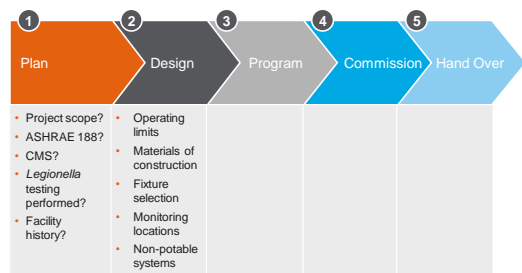 1 2 3 4 5
Plan Design Program Commission Hand Over
• Project scope?
• ASHRAE 188?
• CMS?
• Legionella
testing
performed?
• Facility
history?
• Operating
limits
• Materials of
construction
• Fixture
selection
• Monitoring
locations
• Non-potable
systems